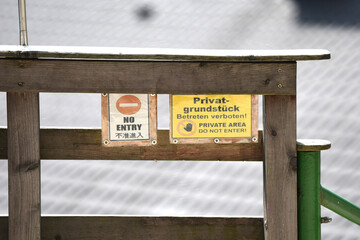 NO
ENTRY
不准進入
Privat-
grundstück
Betreten verboten!
PRIVATE AREA
DO NOT ENTER!